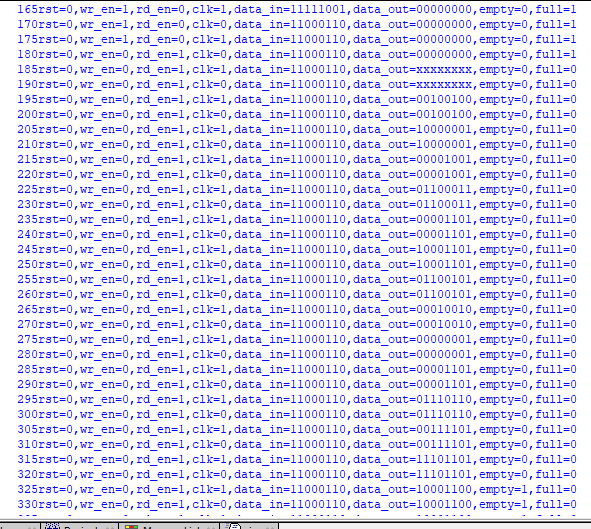 165rst=0,wr_en=1,rd_en=0,clk=1,data_in=11111001,data_out=00000000,empty=0,full=1
170rst=0,wr_en=1,rd_en=0,clk=0,data_in=11000110,data_out=00000000,empty=0,full=1
175rst=0,wr_en=1,rd_en=0,clk=1,data_in=11000110,data_out=00000000,empty=0,full=1
180rst=0,wr_en=0,rd_en=1,clk=0,data_in=11000110,data_out=00000000,empty=0,full=1
185rst=0,wr_en=0,rd_en=1,clk=1,data_in=11000110,data_out=xxxxxxxx,empty=0,full=0
190rst=0,wr_en=0,rd_en=1,clk=0,data_in=11000110,data_out=xxxxxxxx,empty=0,full=0
195rst=0,wr_en=0,rd_en=1,clk=1,data_in=11000110,data_out=00100100,empty=0,full=0
200rst=0,wr_en=0,rd_en=1,clk=0,data_in=11000110,data_out=00100100,empty=0,full=0
205rst=0,wr_en=0,rd_en=1,clk=1,data_in=11000110,data_out=10000001,empty=0,full=0
210rst=0,wr_en=0,rd_en=1,clk=0,data_in=11000110,data_out=10000001,empty=0,full=0
215rst=0,wr_en=0,rd_en=1,clk=1,data_in=11000110,data_out=00001001,empty=0,full=0
220rst=0,wr_en=0,rd_en=1,clk=0,data_in=11000110,data_out=00001001,empty=0,full=0
225rst=0,wr_en=0,rd_en=1,clk=1,data_in=11000110,data_out=01100011,empty=0,full=0
230rst=0,wr_en=0,rd_en=1,clk=0,data_in=11000110,data_out=01100011,empty=0,full=0
235rst=0,wr_en=0,rd_en=1,clk=1,data_in=11000110,data_out=00001101,empty=0,full=0
240rst=0,wr_en=0,rd_en=1,clk=0,data_in=11000110,data_out=00001101,empty=0,full=0
245rst=0,wr_en=0,rd_en=1,clk=1,data_in=11000110,data_out=10001101,empty=0,full=0
250rst=0,wr_en=0,rd_en=1,clk=0,data_in=11000110,data_out=10001101,empty=0,full=0
255rst=0,wr_en=0,rd_en=1,clk=1,data_in=11000110,data_out=01100101,empty=0,full=0
260rst=0,wr_en=0,rd_en=1,clk=0,data_in=11000110,data_out=01100101,empty=0,full=0
265rst=0,wr_en=0,rd_en=1,clk=1,data_in=11000110,data_out=00010010,empty=0,full=0
270rst=0,wr_en=0,rd_en=1,clk=0,data_in=11000110,data_out=00010010,empty=0,full=0
275rst=0,wr_en=0,rd_en=1,clk=1,data_in=11000110,data_out=00000001,empty=0,full=0
280rst=0,wr_en=0,rd_en=1,clk=0,data_in=11000110,data_out=00000001,empty=0,full=0
285rst=0,wr_en=0,rd_en=1,clk=1,data_in=11000110,data_out=00001101,empty=0,full=0
290rst=0,wr_en=0,rd_en=1,clk=0,data_in=11000110,data_out=00001101,empty=0,full=0
295rst=0,wr_en=0,rd_en=1,clk=1,data_in=11000110,data_out=01110110,empty=0,full=0
300rst=0,wr_en=0,rd_en=1,clk=0,data_in=11000110,data_out=01110110,empty=0,full=0
305rst=0,wr_en=0,rd_en=1,clk=1,data_in=11000110,data_out=00111101,empty=0,full=0
310rst=0,wr_en=0,rd_en=1,clk=0,data_in=11000110,data_out=00111101,empty=0,full=0
315rst=0,wr_en=0,rd_en=1,clk=1,data_in=11000110,data_out=11101101,empty=0,full=0
320rst=0,wr_en=0,rd_en=1,clk=0,data_in=11000110,data_out=11101101,empty=0,full=0
325rst=0,wr_en=0,rd_en=1,clk=1,data_in=11000110,data_out=10001100,empty=1,full=0
330rst=0,wr_en=0,rd_en=1,clk=0,data_in=11000110,data_out=10001100,empty=1,full=0